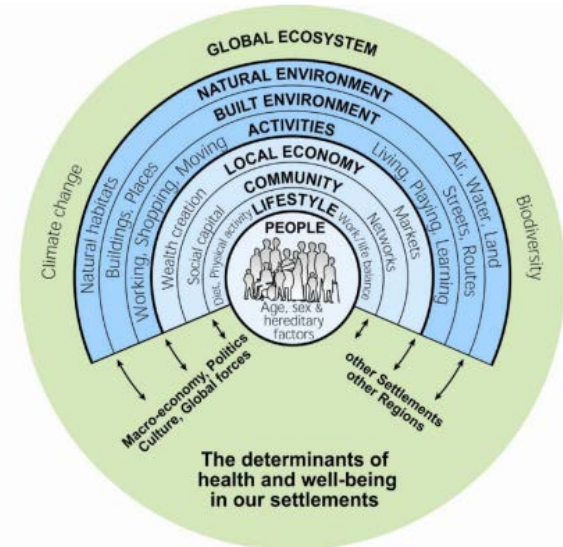 GLOBAL ECOSYSTEM
Climate change
Biodiversity
NATURAL ENVIRONMENT
Natural habitats
Air, Water, Land
BUILT ENVIRONMENT
Buildings, Places
Streets, Routes
ACTIVITIES
Working, Shopping, Moving
Living, Playing, Learning
LOCAL ECONOMY
Wealth creation
Markets
COMMUNITY
Social capital
Networks
LIFESTYLE
Diet, Physical activity
Work/life balance
PEOPLE
Age, sex &
hereditary
factors
Macro-economy, Politics
Culture, Global forces
other Settlements
other Regions
The determinants of
health and well-being
in our settlements